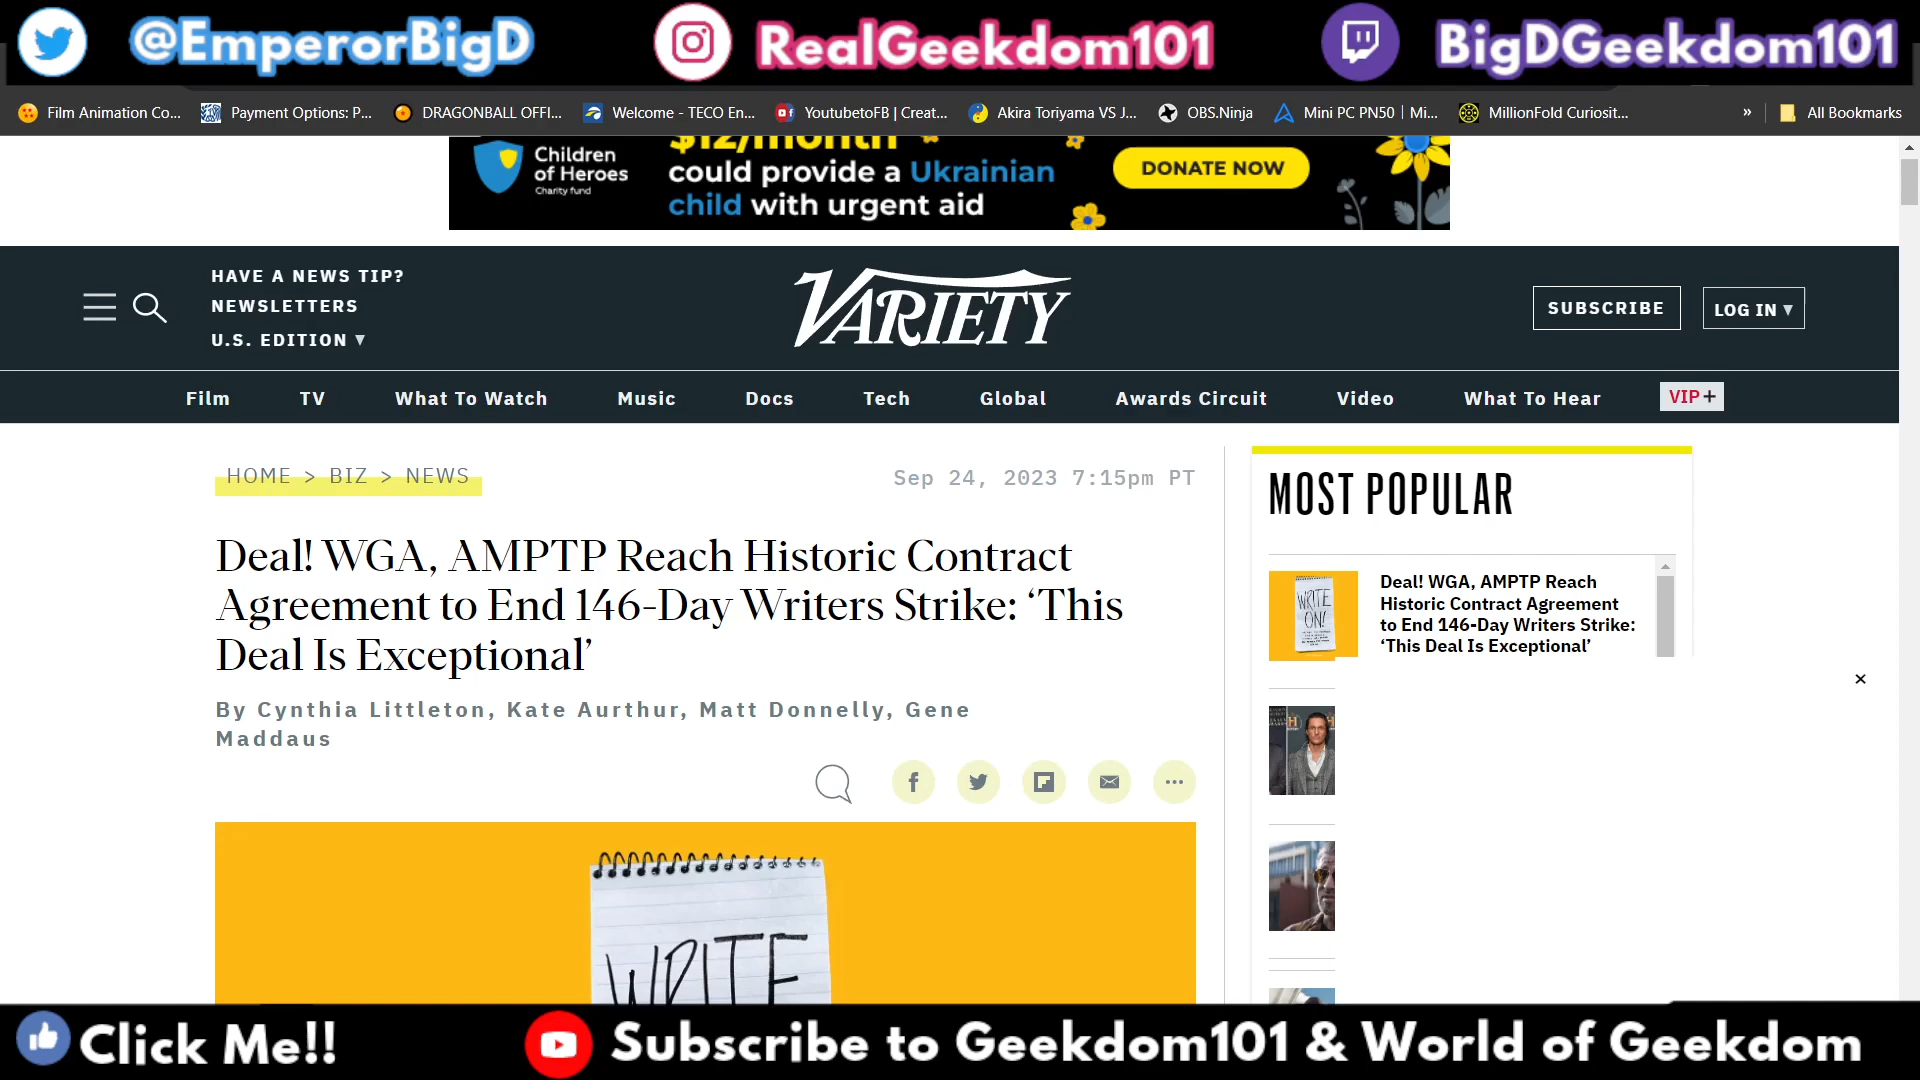 @EmperorBigD
RealGeekdom101
BigDGeekdom101
Film Animation Co...
Payment Options: P...
DRAGONBALL OFFI...
Welcome - TECO En...
YoutubetoFB | Creat...
Akira Toriyama VS J...
OBS.Ninja
Mini PC PN50 | Mi...
MillionFold Curiosit...
»
All Bookmarks
Children
of Heroes
Charity fund
$12/month
could provide a Ukrainian
child with urgent aid
DONATE NOW
HAVE A NEWS TIP?
NEWSLETTERS
U.S. EDITION ▼
VARIETY
SUBSCRIBE
LOG IN ▼
Film
TV
What To Watch
Music
Docs
Tech
Global
Awards Circuit
Video
What To Hear
VIP+
HOME > BIZ > NEWS
Sep 24, 2023 7:15pm PT
Deal! WGA, AMPTP Reach Historic Contract
Agreement to End 146-Day Writers Strike: ‘This
Deal Is Exceptional’
By Cynthia Littleton, Kate Aurthur, Matt Donnelly, Gene
Maddaus
WRITE
MOST POPULAR
WRITE
ON!
Deal! WGA, AMPTP Reach
Historic Contract Agreement
to End 146-Day Writers Strike:
‘This Deal Is Exceptional’
Click Me!!
Subscribe to Geekdom101 & World of Geekdom